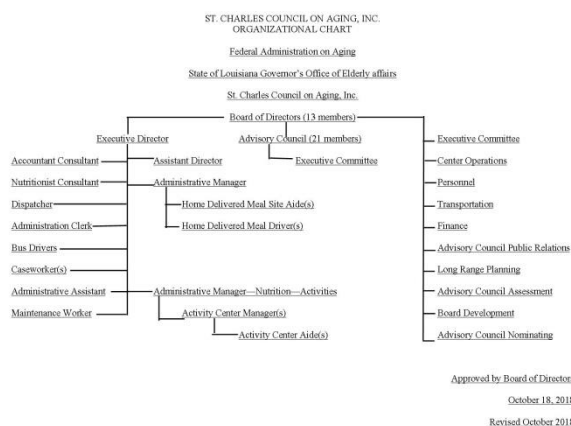 ST. CHARLES COUNCIL ON AGING, INC.
ORGANIZATIONAL CHART
Federal Administration on Aging
State of Louisiana Governor's Office of Elderly affairs
St. Charles Council on Aging, Inc.
Board of Directors (13 members)
Executive Director Advisory Council (21 members) Executive Committee
Accountant Consultant Assistant Director Executive Committee Center Operations
Nutritionist Consultant Administrative Manager Personnel
Dispatcher Home Delivered Meal Site Aide(s) Transportation
Administration Clerk Home Delivered Meal Driver(s) Finance
Bus Drivers Advisory Council Public Relations
Caseworker(s) Long Range Planning
Administrative Assistant Administrative Manager—Nutrition—Activities Advisory Council Assessment
Maintenance Worker Activity Center Manager(s) Board Development
Activity Center Aide(s) Advisory Council Nominating
Approved by Board of Director
October 18, 2018
Revised October 2018